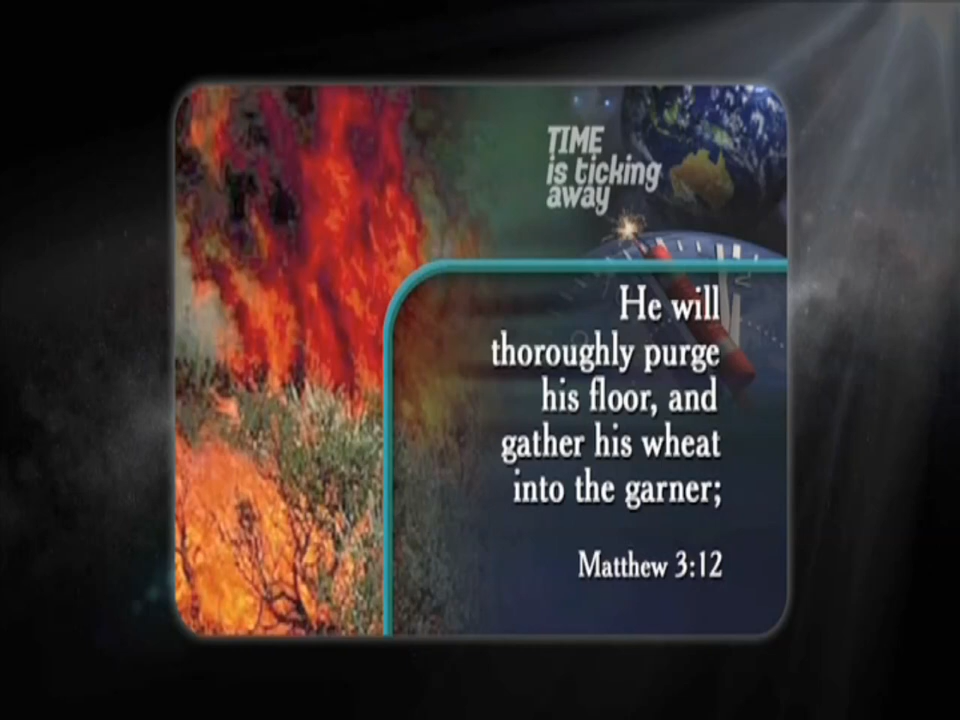 TIME
is ticking
away
He will
thoroughly purge
his floor, and
gather his wheat
into the garner;
Matthew 3:12